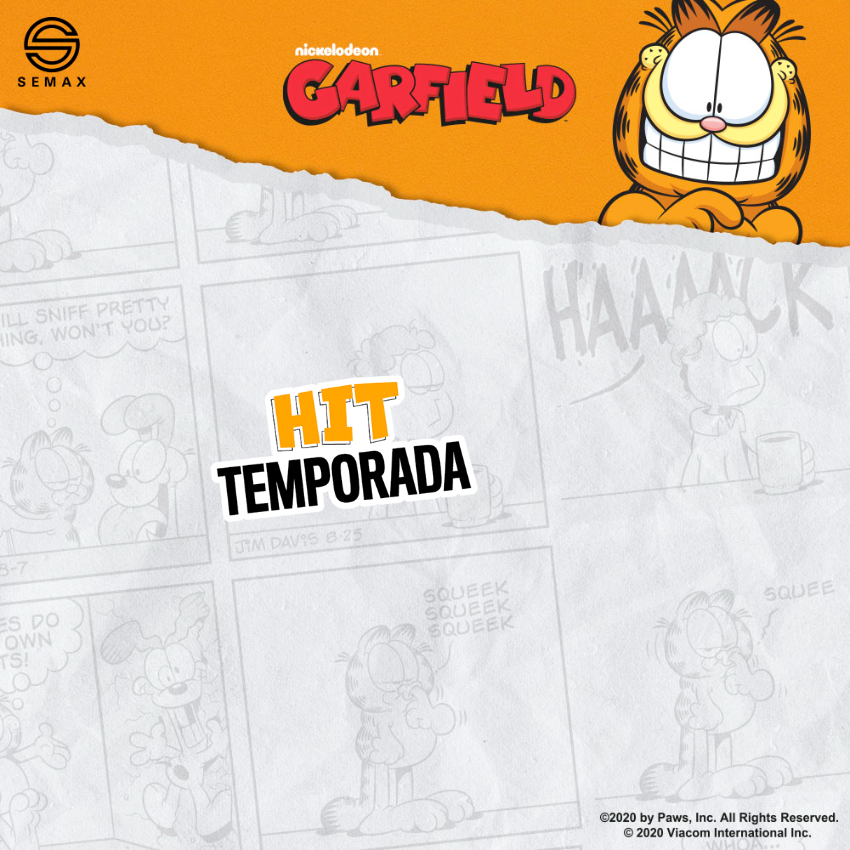 SEMAX
nickelodeon
GARFIELD
HAAAACK
ILL SNIFF PRETTY
HING, WON'T YOU?
HIT
TEMPORADA
JIM DAVIS 8-25
8-7
SQUEEK
SQUEEK
SQUEEK
SQUEE
ES DO
OWN
TS!
©2020 by Paws, Inc. All Rights Reserved.
© 2020 Viacom International Inc.
WHOA...